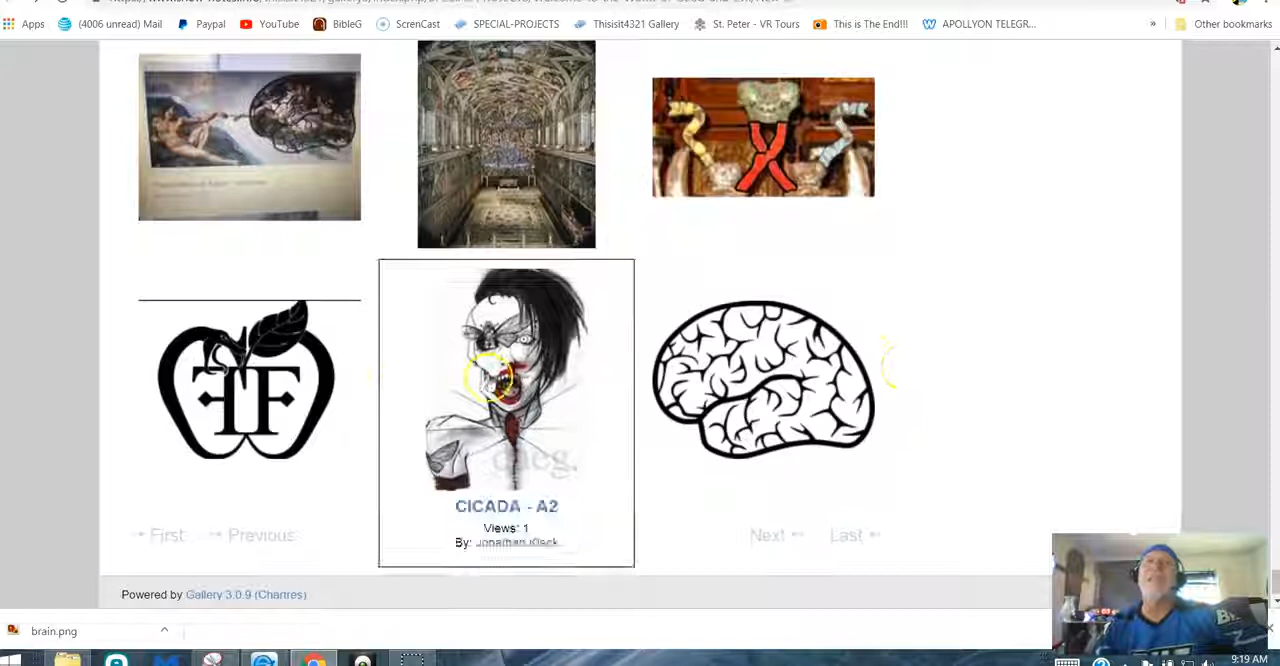 Apps (4006 unread) Mail Paypal YouTube BibleG ScrenCast SPECIAL-PROJECTS Thisisit4321 Gallery St. Peter - VR Tours This is The End!!! APOLLYON TELEGR... » Other bookmarks
FF
CICADA - A2
Views: 1
By: Jonathan
First Previous Next Last
Powered by Gallery 3.0.9 (Chartres)
brain.png
9:19 AM